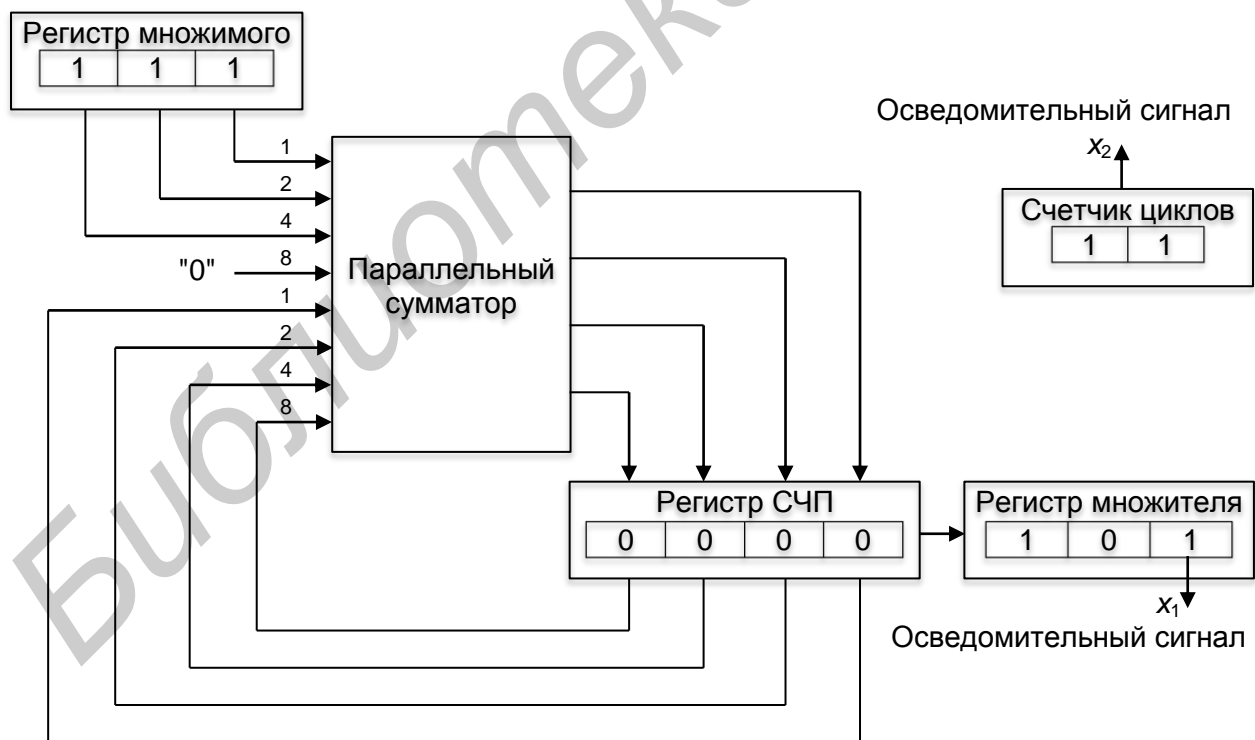 Регистр множимого
1 1 1
Осведомительный сигнал
x₂
Счетчик циклов
1 1
1
2
4
"0" 8
1
2
4
8
Параллельный
сумматор
Регистр СЧП
0 0 0 0
Регистр множителя
1 0 1
x₁
Осведомительный сигнал
Библиотека